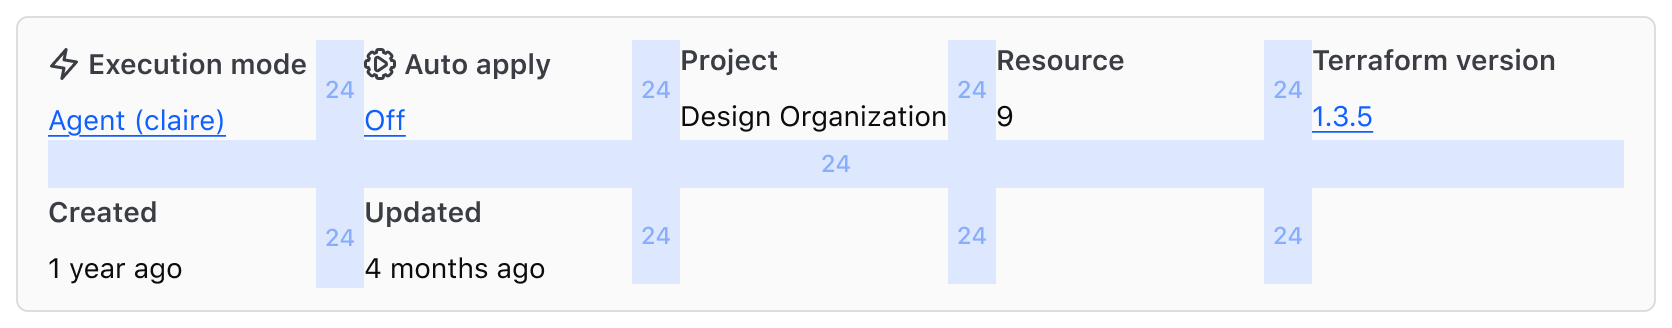 Execution mode
24
Auto apply
24
Project
24
Resource
24
Terraform version
Agent (claire)
Off
Design Organization
9
1.3.5
24
Created
24
Updated
24
24
24
1 year ago
4 months ago